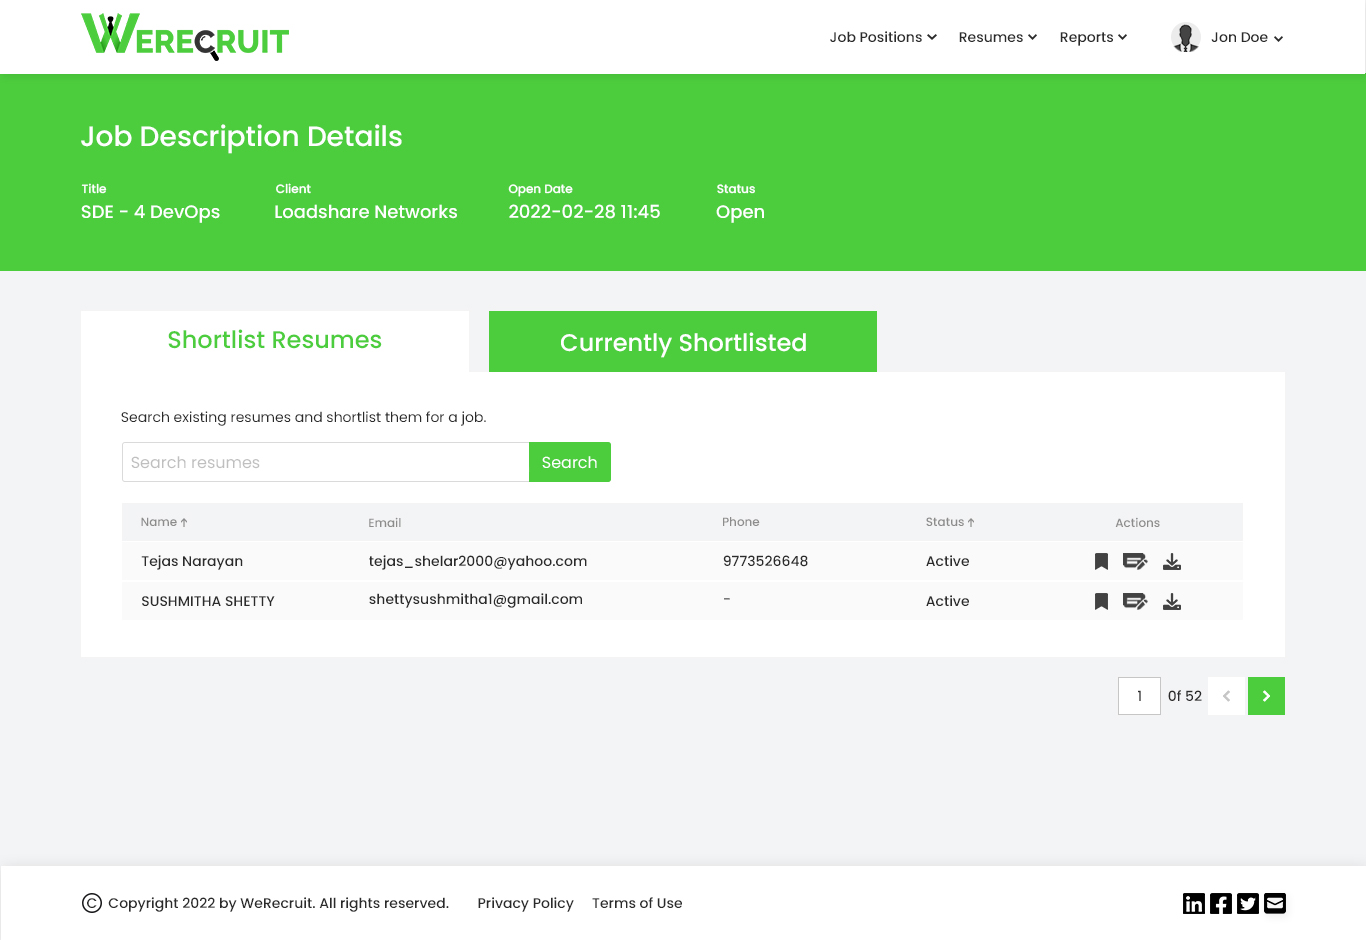 WERECRUIT
Job Positions Resumes Reports Jon Doe
Job Description Details
Title Client Open Date Status
SDE - 4 DevOps Loadshare Networks 2022-02-28 11:45 Open
Shortlist Resumes Currently Shortlisted
Search existing resumes and shortlist them for a job.
Search resumes Search
Name Email Phone Status Actions
Tejas Narayan tejas_shelar2000@yahoo.com 9773526648 Active
SUSHMITHA SHETTY shettysushmitha1@gmail.com - Active
1 0f 52
© Copyright 2022 by WeRecruit. All rights reserved. Privacy Policy Terms of Use